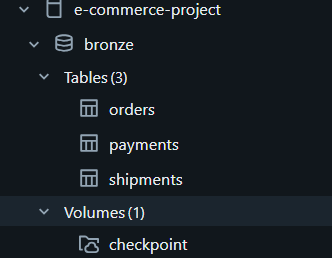 e-commerce-project
bronze
Tables (3)
orders
payments
shipments
Volumes (1)
checkpoint